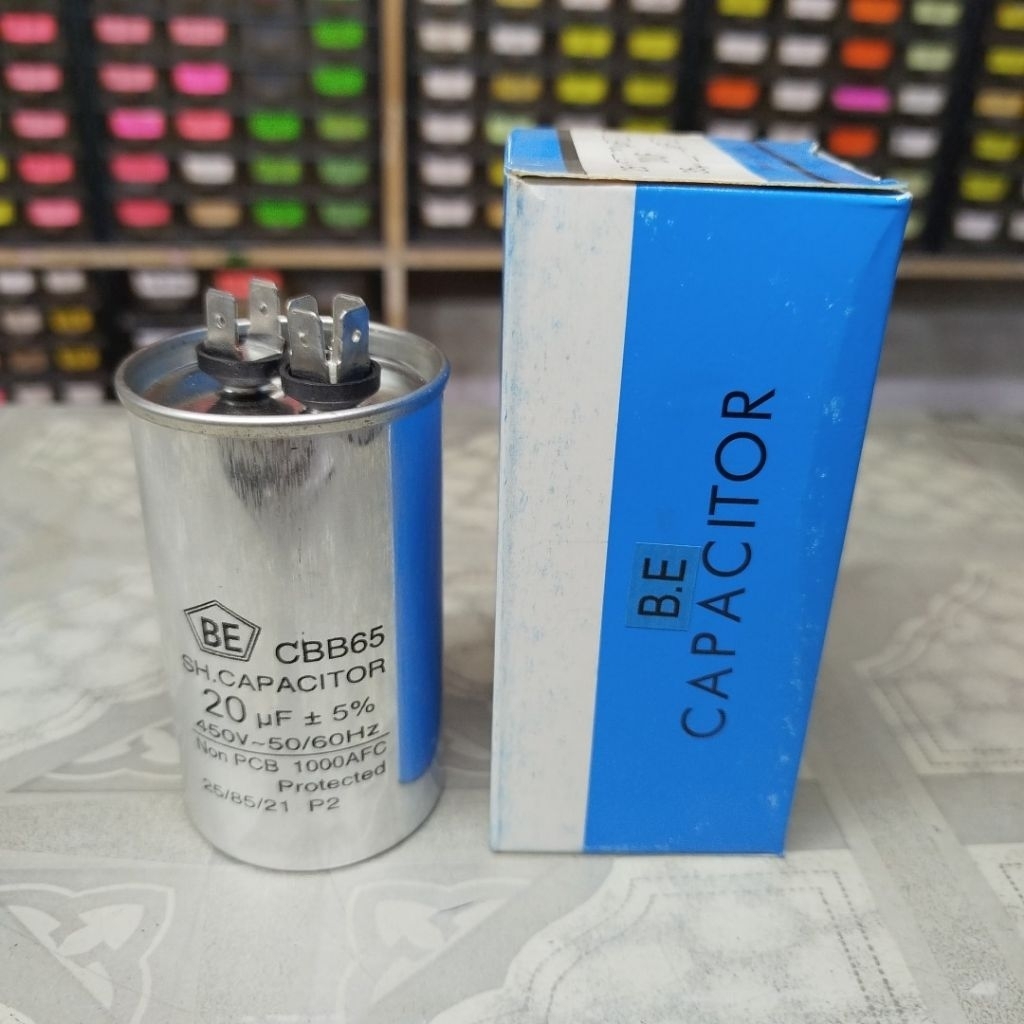 BE
CBB65
SH.CAPACITOR
20 µF ± 5%
450V~50/60Hz
Non PCB 1000AFC
Protected
25/85/21 P2
B.E
CAPACITOR